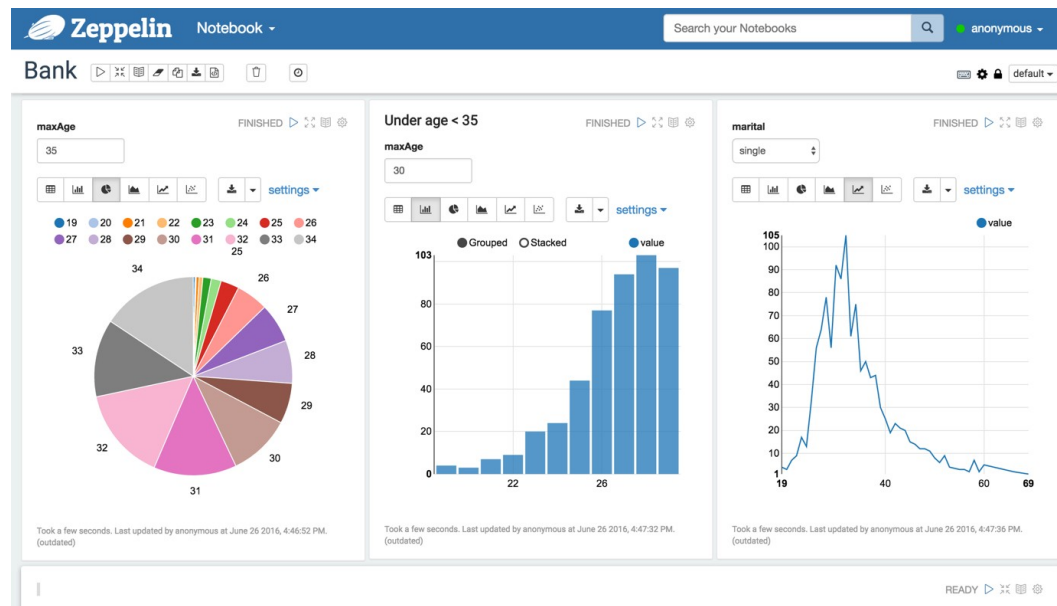 Zeppelin Notebook Search your Notebooks anonymous
Bank default
maxAge FINISHED
35
settings
19 20 21 22 23 24 25 26
27 28 29 30 31 32 33 34
25
26
27
28
29
30
31
32
33
34
Took a few seconds. Last updated by anonymous at June 26 2016, 4:46:52 PM.
(outdated)
Under age < 35 FINISHED
maxAge
30
settings
Grouped Stacked value
103
80
60
40
20
0
22 26
Took a few seconds. Last updated by anonymous at June 26 2016, 4:47:32 PM.
(outdated)
marital FINISHED
single
settings
value
105
100
90
80
70
60
50
40
30
20
10
1
19 40 60 69
Took a few seconds. Last updated by anonymous at June 26 2016, 4:47:36 PM.
(outdated)
READY